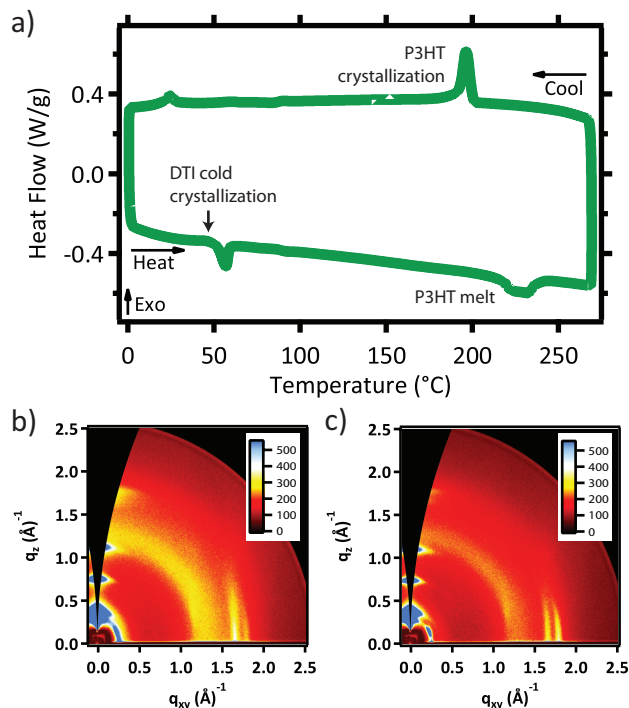 a)
P3HT
crystallization
Cool
0.4
0.0
-0.4
Heat Flow (W/g)
DTI cold
crystallization
Heat
Exo
P3HT melt
0 50 100 150 200 250
Temperature (°C)
b)
2.5
2.0
1.5
1.0
0.5
0.0
q_z (Å)⁻¹
500
400
300
200
100
0
0.0 0.5 1.0 1.5 2.0 2.5
q_xy (Å)⁻¹
c)
2.5
2.0
1.5
1.0
0.5
0.0
q_z (Å)⁻¹
500
400
300
200
100
0
0.0 0.5 1.0 1.5 2.0 2.5
q_xy (Å)⁻¹